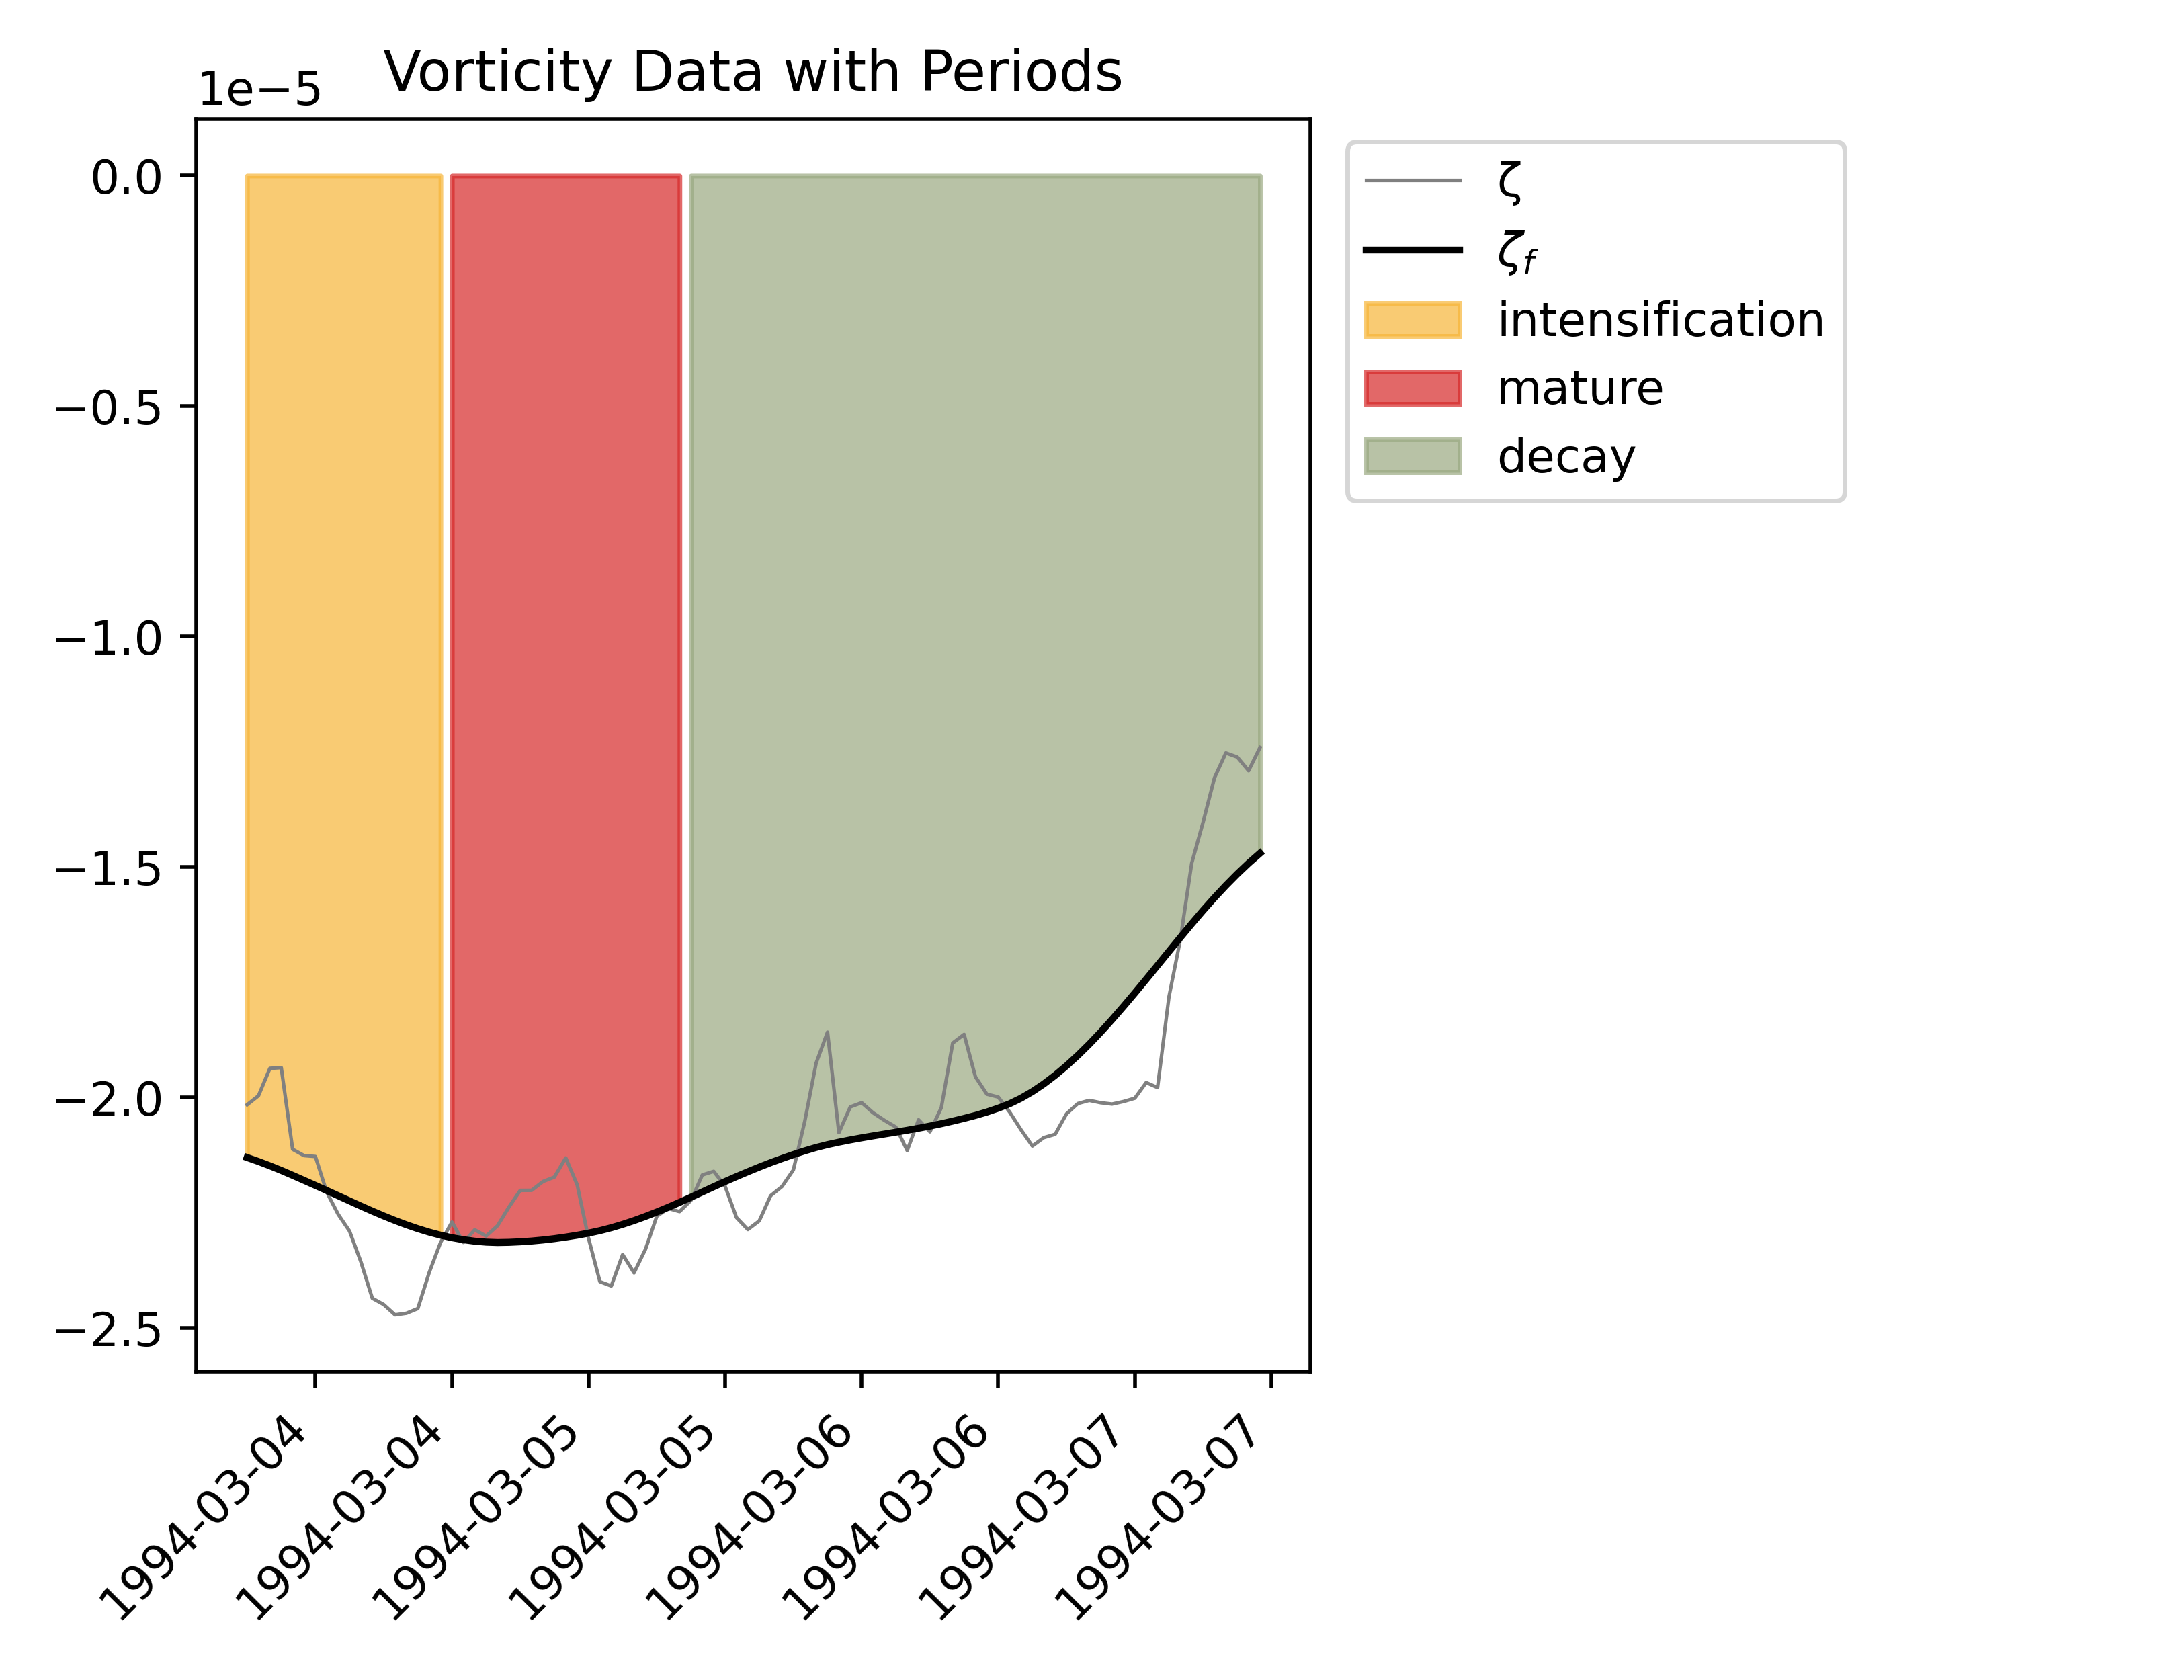 Vorticity Data with Periods
1e−5
0.0
−0.5
−1.0
−1.5
−2.0
−2.5
1994-03-04
1994-03-04
1994-03-05
1994-03-05
1994-03-06
1994-03-06
1994-03-07
1994-03-07
ζ
ζf
intensification
mature
decay